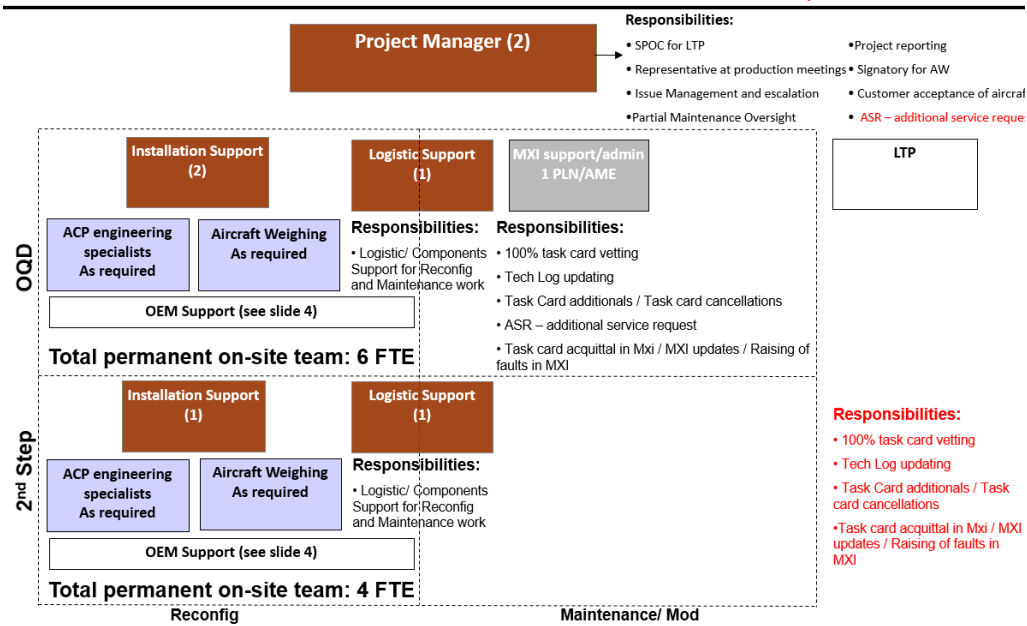 Project Manager (2)
Responsibilities:
• SPOC for LTP
• Representative at production meetings
• Issue Management and escalation
•Partial Maintenance Oversight
•Project reporting
• Signatory for AW
• Customer acceptance of aircraf
• ASR – additional service reques
OQD
Installation Support
(2)
Logistic Support
(1)
MXI support/admin
1 PLN/AME
LTP
ACP engineering
specialists
As required
Aircraft Weighing
As required
OEM Support (see slide 4)
Responsibilities:
• Logistic/ Components
Support for Reconfig
and Maintenance work
Responsibilities:
• 100% task card vetting
• Tech Log updating
• Task Card additionals / Task card cancellations
• ASR – additional service request
• Task card acquittal in Mxi / MXI updates / Raising of
faults in MXI
Total permanent on-site team: 6 FTE
2nd Step
Installation Support
(1)
Logistic Support
(1)
ACP engineering
specialists
As required
Aircraft Weighing
As required
OEM Support (see slide 4)
Responsibilities:
• Logistic/ Components
Support for Reconfig
and Maintenance work
Total permanent on-site team: 4 FTE
Responsibilities:
• 100% task card vetting
• Tech Log updating
• Task Card additionals / Task
card cancellations
•Task card acquittal in Mxi / MXI
updates / Raising of faults in
MXI
Reconfig
Maintenance/ Mod